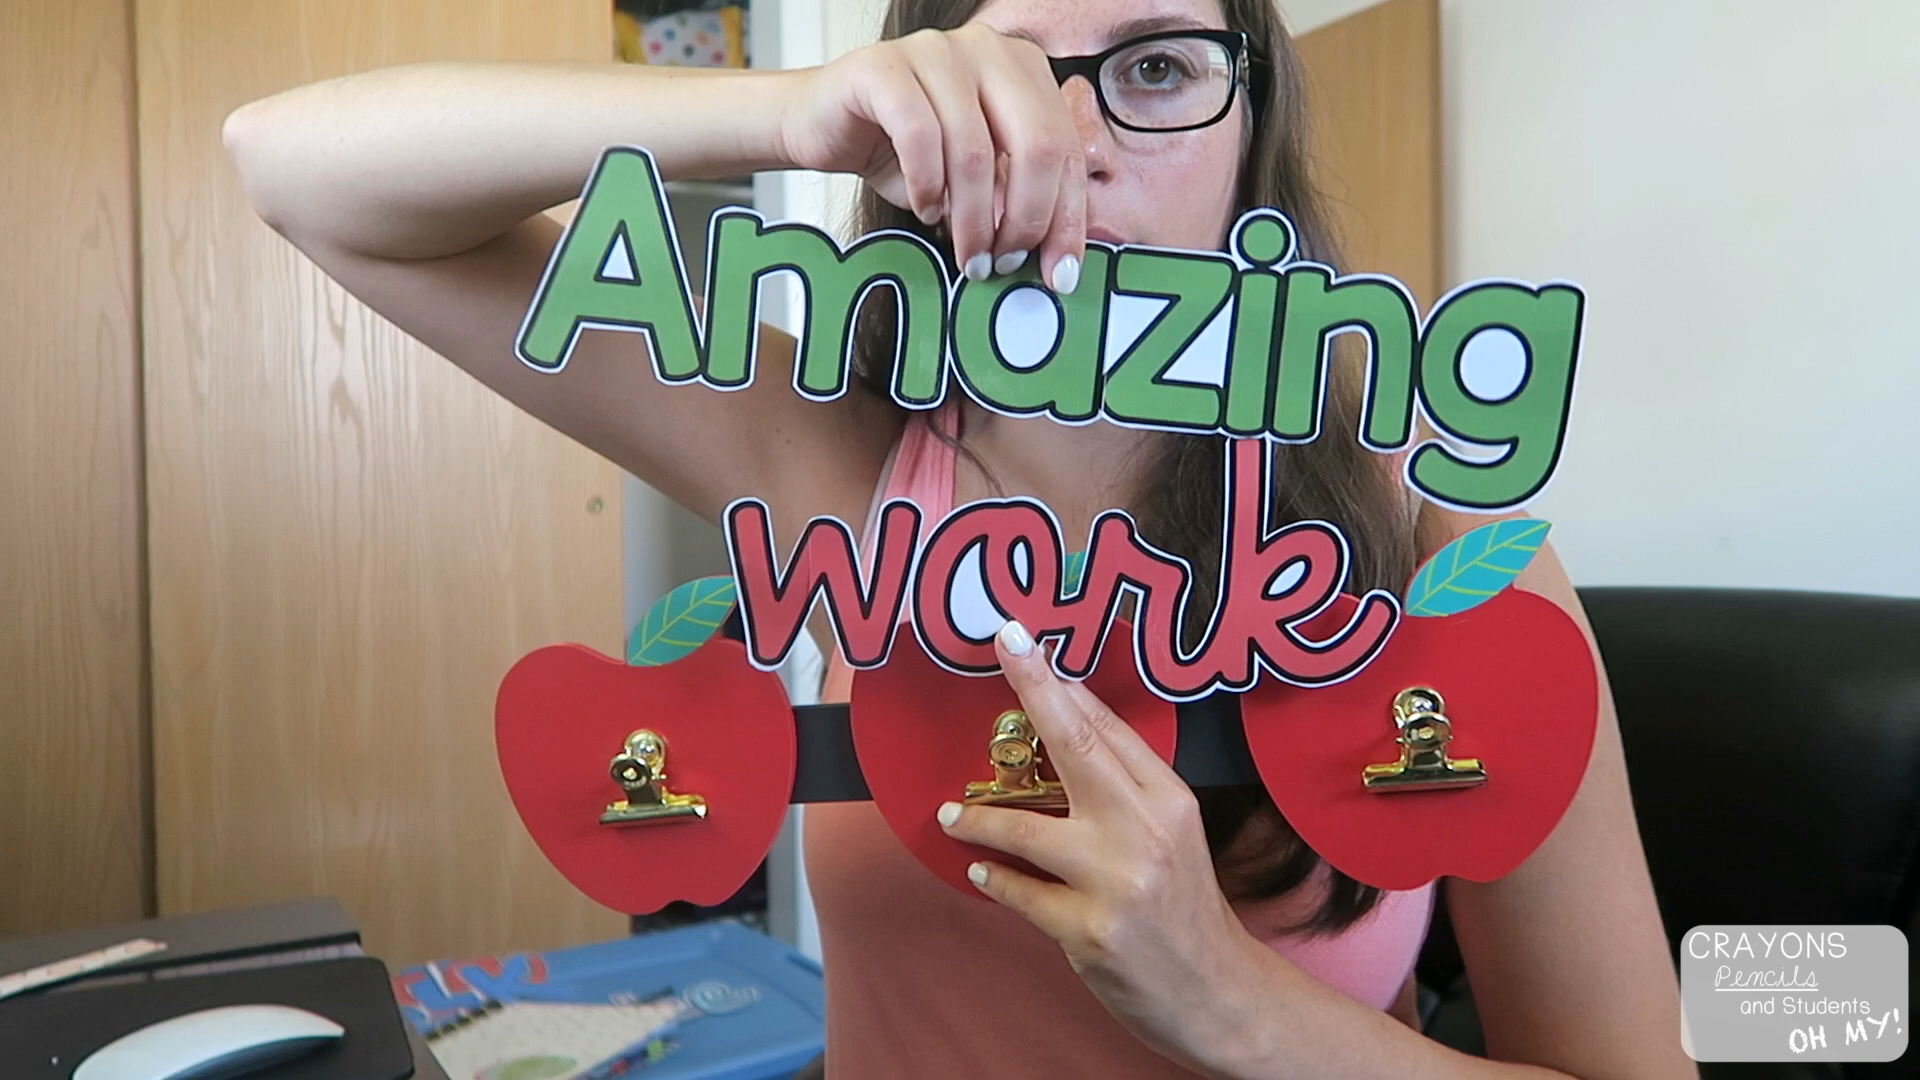 Amazing
work
CRAYONS
Pencils
and Students
OH MY!